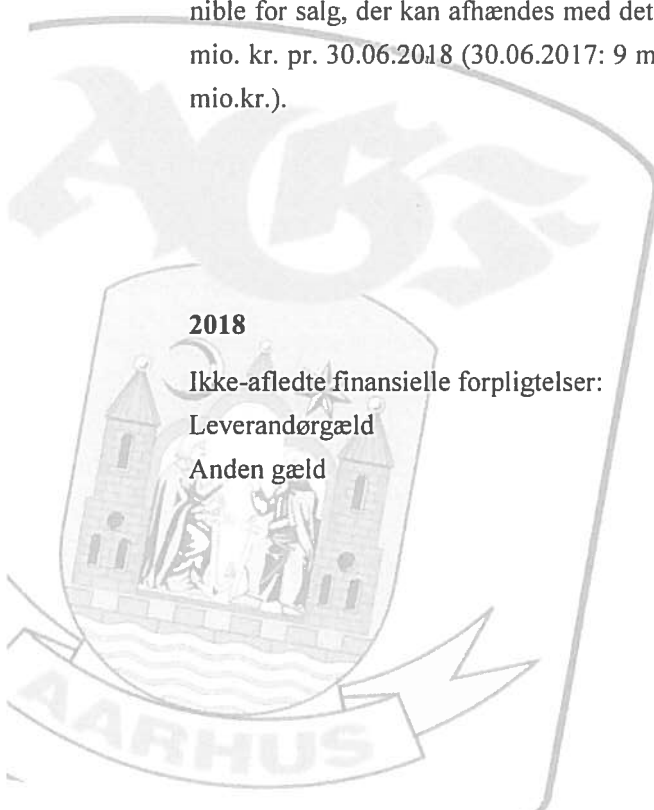 nible for salg, der kan afhændes med det
mio. kr. pr. 30.06.2018 (30.06.2017: 9 m
mio.kr.).
AGF
2018
Ikke-afledte finansielle forpligtelser:
Leverandørgæld
Anden gæld
AARHUS